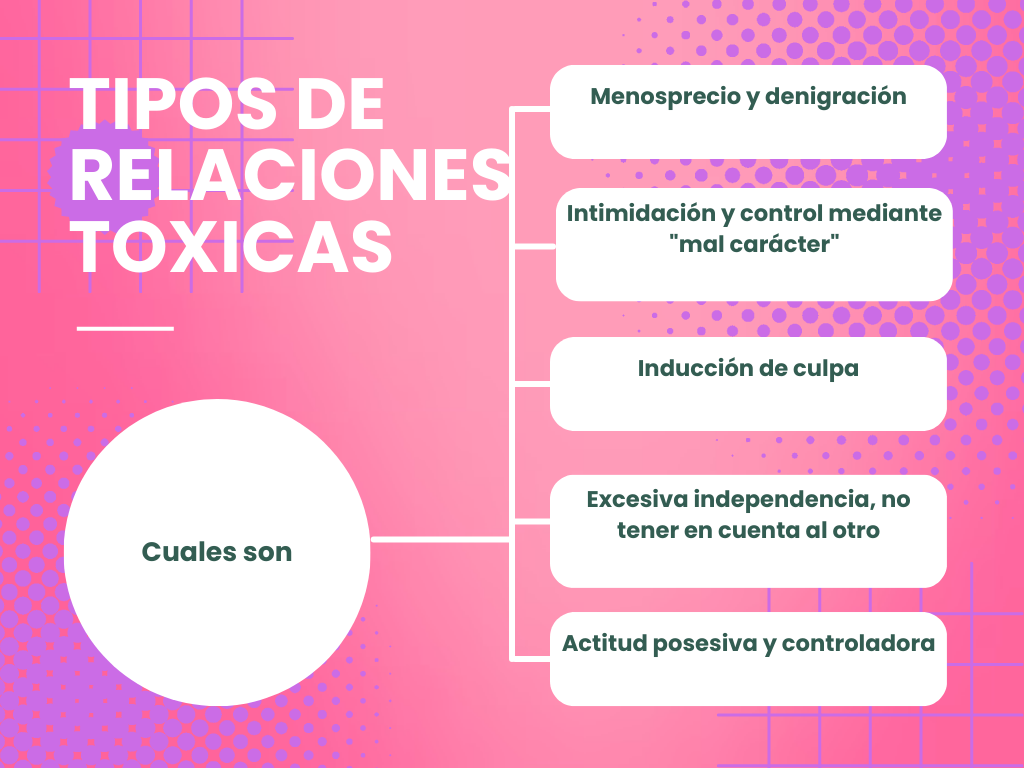 TIPOS DE
RELACIONES
TOXICAS
Cuales son
Menosprecio y denigración
Intimidación y control mediante
"mal carácter"
Inducción de culpa
Excesiva independencia, no
tener en cuenta al otro
Actitud posesiva y controladora